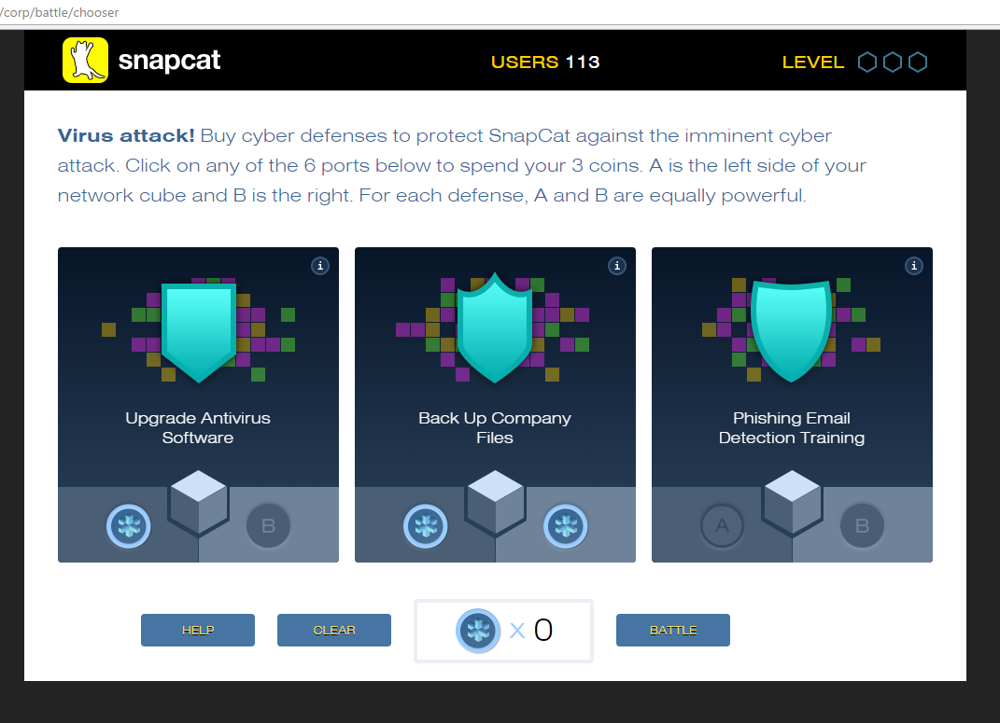 /corp/battle/chooser
snapcat
USERS 113
LEVEL
Virus attack! Buy cyber defenses to protect SnapCat against the imminent cyber
attack. Click on any of the 6 ports below to spend your 3 coins. A is the left side of your
network cube and B is the right. For each defense, A and B are equally powerful.
i
i
i
Upgrade Antivirus
Software
Back Up Company
Files
Phishing Email
Detection Training
B
A
B
HELP
CLEAR
X 0
BATTLE